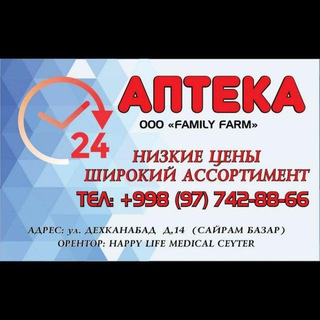 АПТЕКА
ООО «FAMILY FARM»
24
НИЗКИЕ ЦЕНЫ
ШИРОКИЙ АССОРТИМЕНТ
ТЕЛ: +998 (97) 742-88-66
АДРЕС: ул. ДЕХКАНАБАД Д,14 (САЙРАМ БАЗАР)
ОРЕНТОР: HAPPY LIFE MEDICAL CEYTER